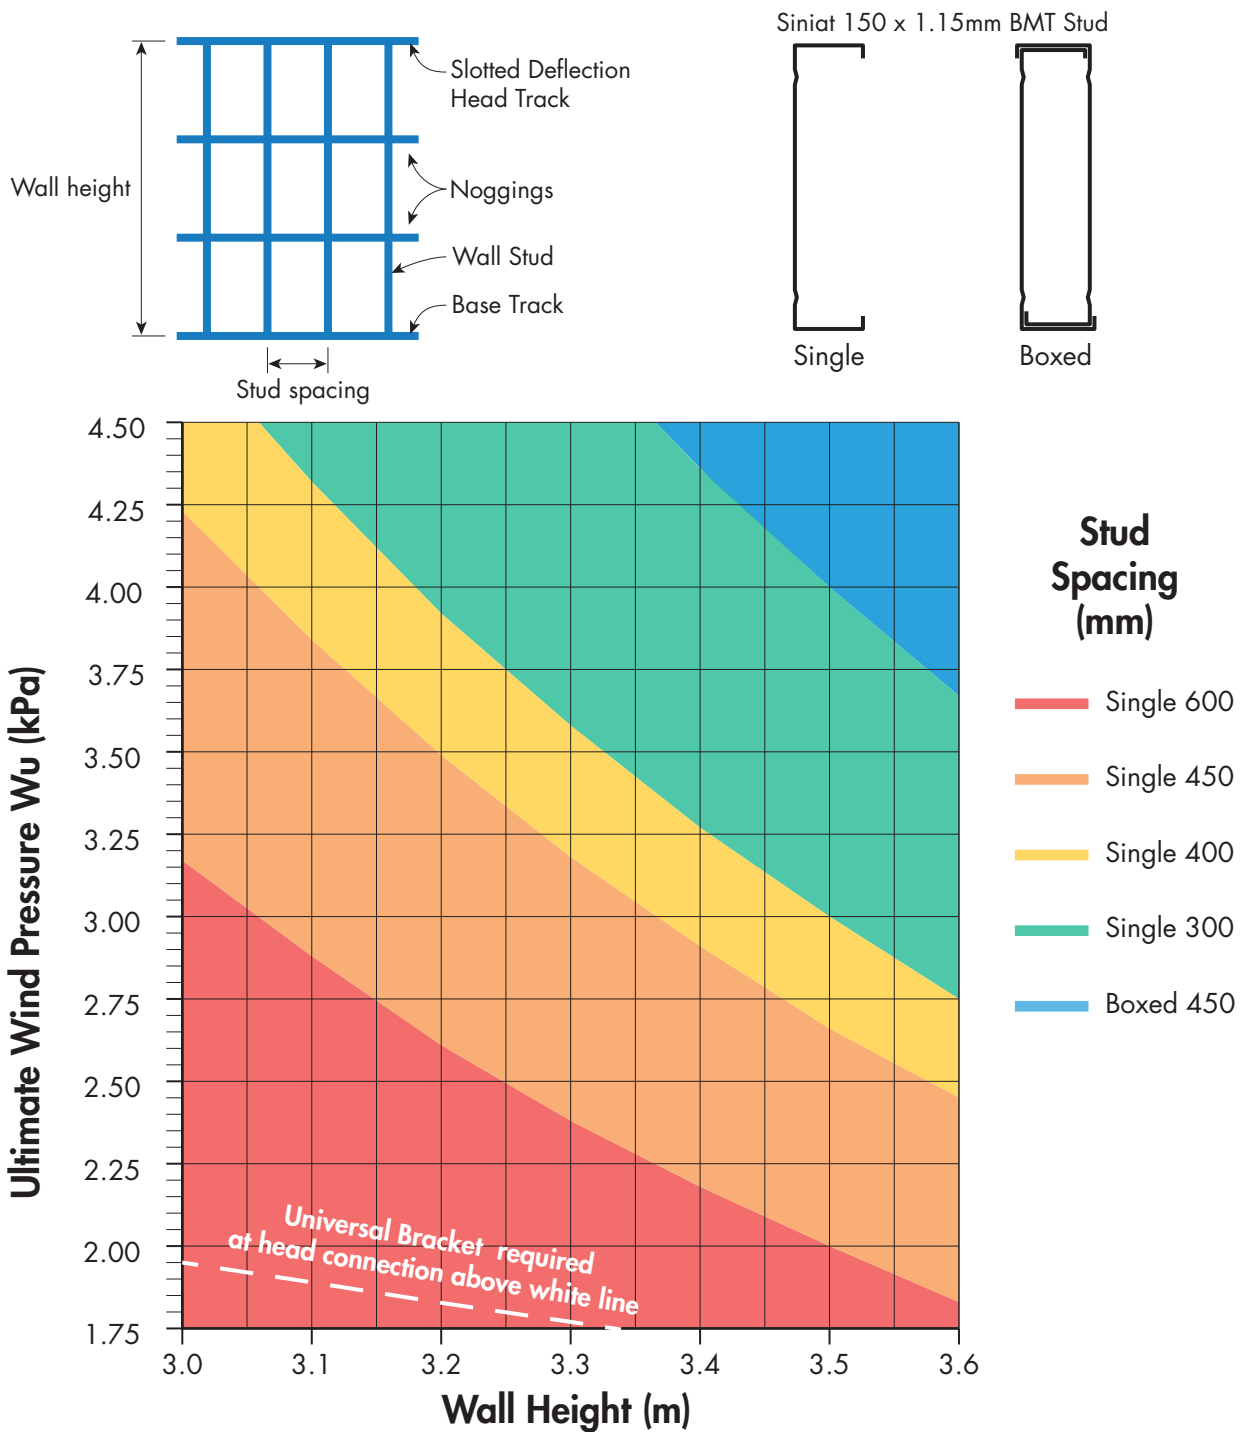 Siniat 150 x 1.15mm BMT Stud
Slotted Deflection
Head Track
Wall height
Noggings
Wall Stud
Base Track
Stud spacing
Single
Boxed
4.50
4.25
4.00
3.75
3.50
3.25
3.00
2.75
2.50
2.25
2.00
1.75
Ultimate Wind Pressure Wu (kPa)
Universal Bracket required
at head connection above white line
3.0
3.1
3.2
3.3
3.4
3.5
3.6
Wall Height (m)
Stud
Spacing
(mm)
Single 600
Single 450
Single 400
Single 300
Boxed 450